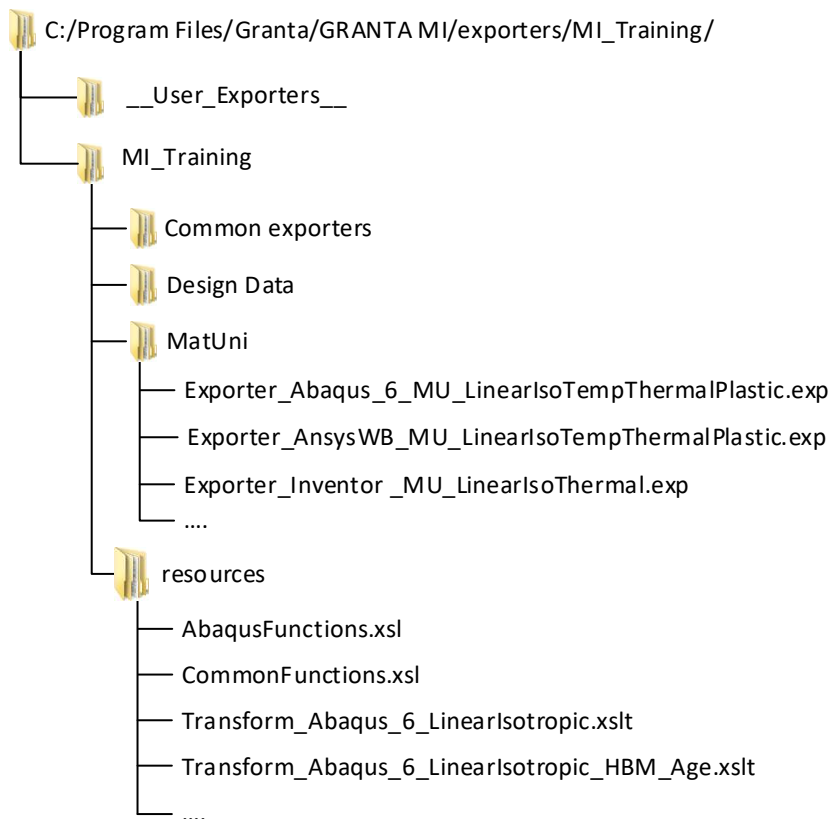 C:/Program Files/Granta/GRANTA MI/exporters/MI_Training/
__User_Exporters__
MI_Training
Common exporters
Design Data
MatUni
Exporter_Abaqus_6_MU_LinearIsoTempThermalPlastic.exp
Exporter_AnsysWB_MU_LinearIsoTempThermalPlastic.exp
Exporter_Inventor _MU_LinearIsoThermal.exp
....
resources
AbaqusFunctions.xsl
CommonFunctions.xsl
Transform_Abaqus_6_LinearIsotropic.xslt
Transform_Abaqus_6_LinearIsotropic_HBM_Age.xslt
....